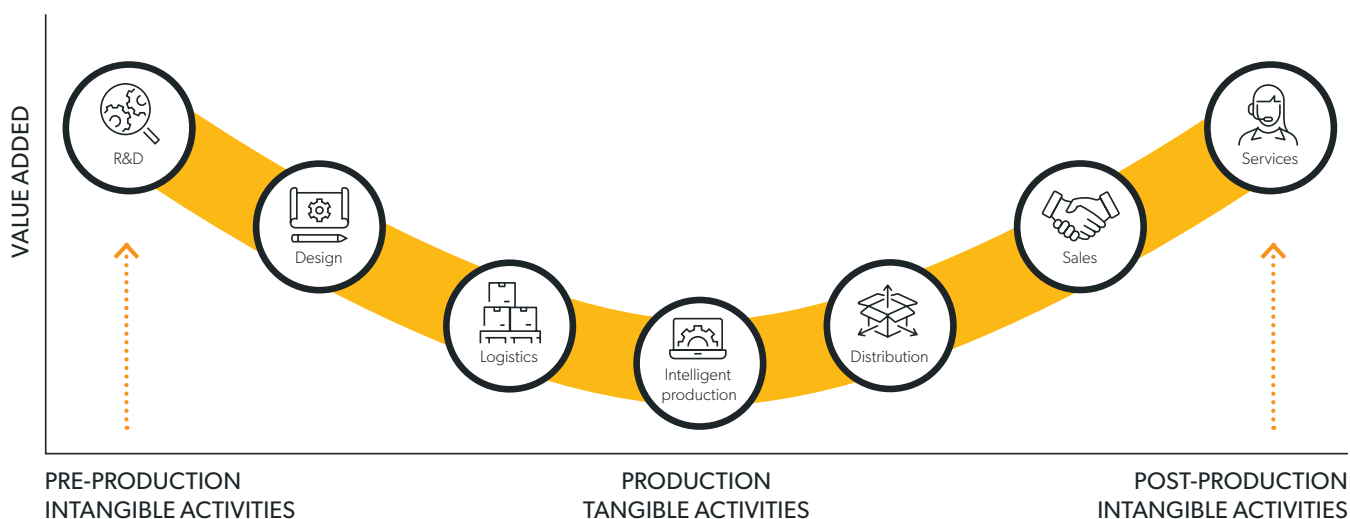 VALUE ADDED
R&D
Design
Logistics
Intelligent
production
Distribution
Sales
Services
PRE-PRODUCTION
INTANGIBLE ACTIVITIES
PRODUCTION
TANGIBLE ACTIVITIES
POST-PRODUCTION
INTANGIBLE ACTIVITIES